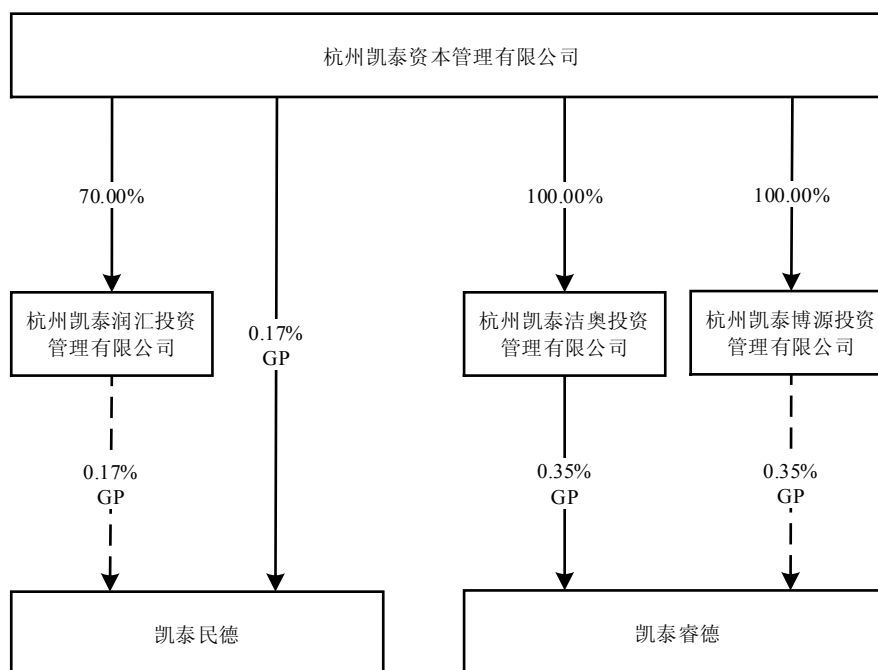 杭州凯泰资本管理有限公司
70.00%
100.00%
100.00%
杭州凯泰润汇投资
管理有限公司
0.17%
GP
杭州凯泰洁奥投资
管理有限公司
杭州凯泰博源投资
管理有限公司
0.17%
GP
0.35%
GP
0.35%
GP
凯泰民德
凯泰睿德